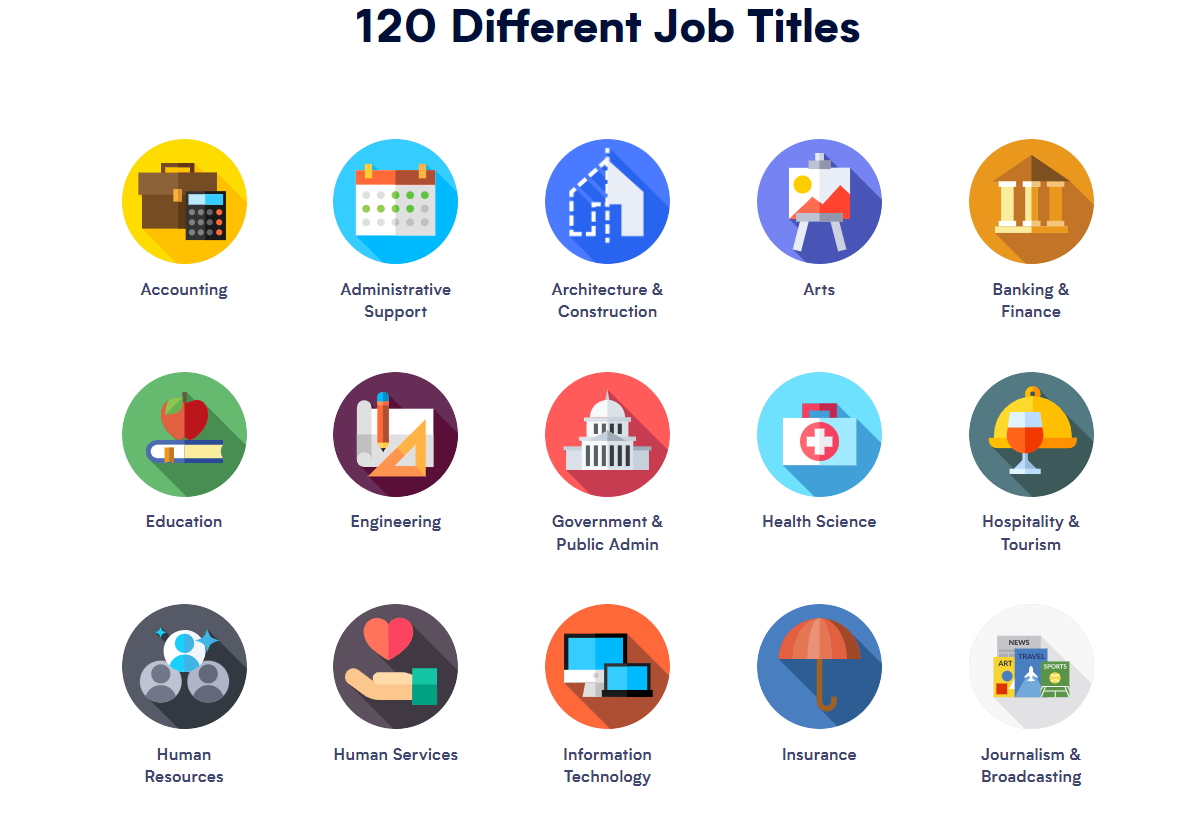 120 Different Job Titles
Accounting
Administrative
Support
Architecture &
Construction
Arts
Banking &
Finance
Education
Engineering
Government &
Public Admin
Health Science
Hospitality &
Tourism
NEWS
ART
TRAVEL
SPORTS
Human
Resources
Human Services
Information
Technology
Insurance
Journalism &
Broadcasting